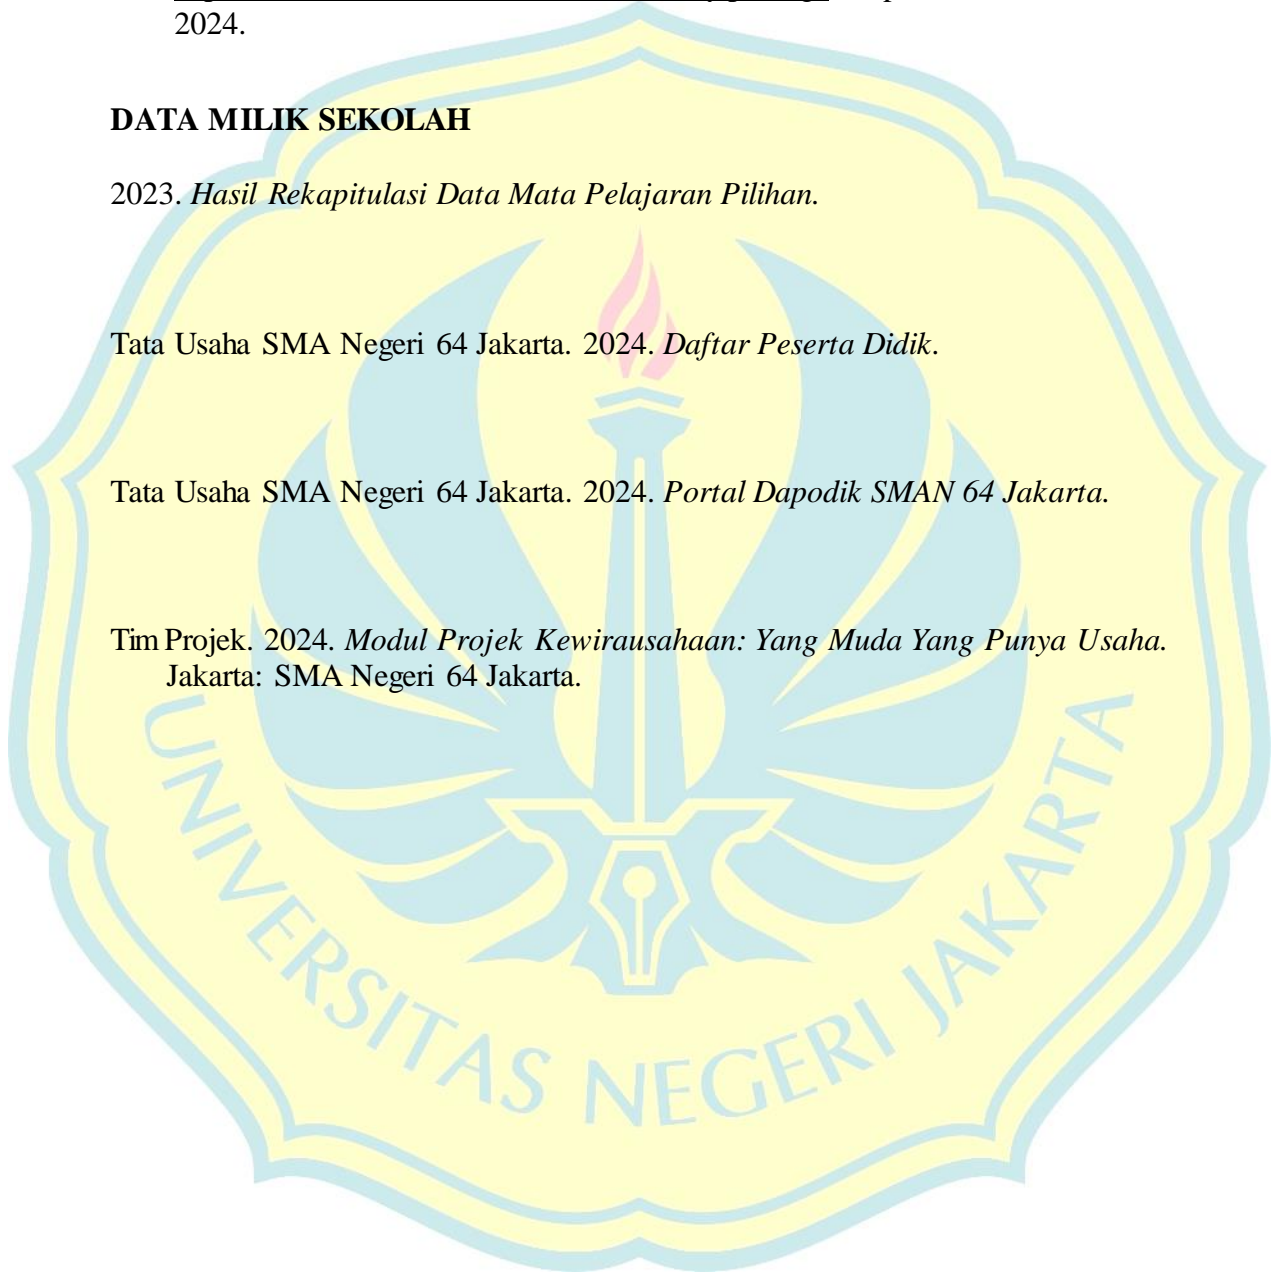 2024.
DATA MILIK SEKOLAH
2023. Hasil Rekapitulasi Data Mata Pelajaran Pilihan.
Tata Usaha SMA Negeri 64 Jakarta. 2024. Daftar Peserta Didik.
Tata Usaha SMA Negeri 64 Jakarta. 2024. Portal Dapodik SMAN 64 Jakarta.
Tim Projek. 2024. Modul Projek Kewirausahaan: Yang Muda Yang Punya Usaha.
Jakarta: SMA Negeri 64 Jakarta.
UNIVERSITAS NEGERI JAKARTA